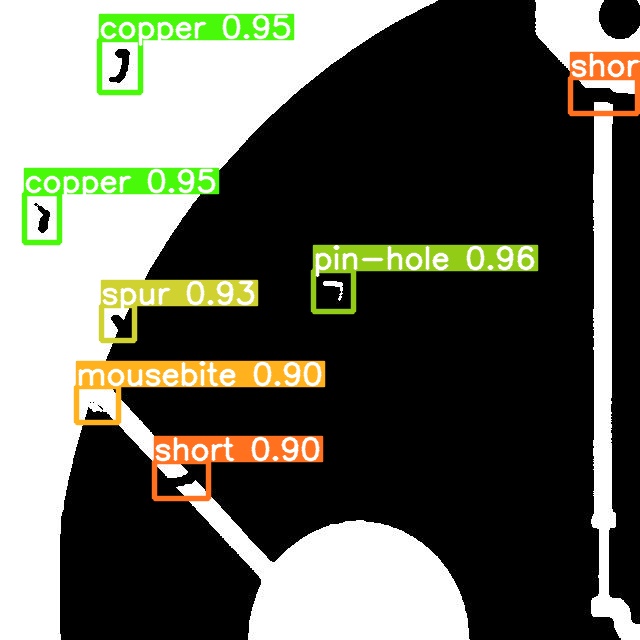 copper 0.95
shor
copper 0.95
pin-hole 0.96
spur 0.93
mousebite 0.90
short 0.90